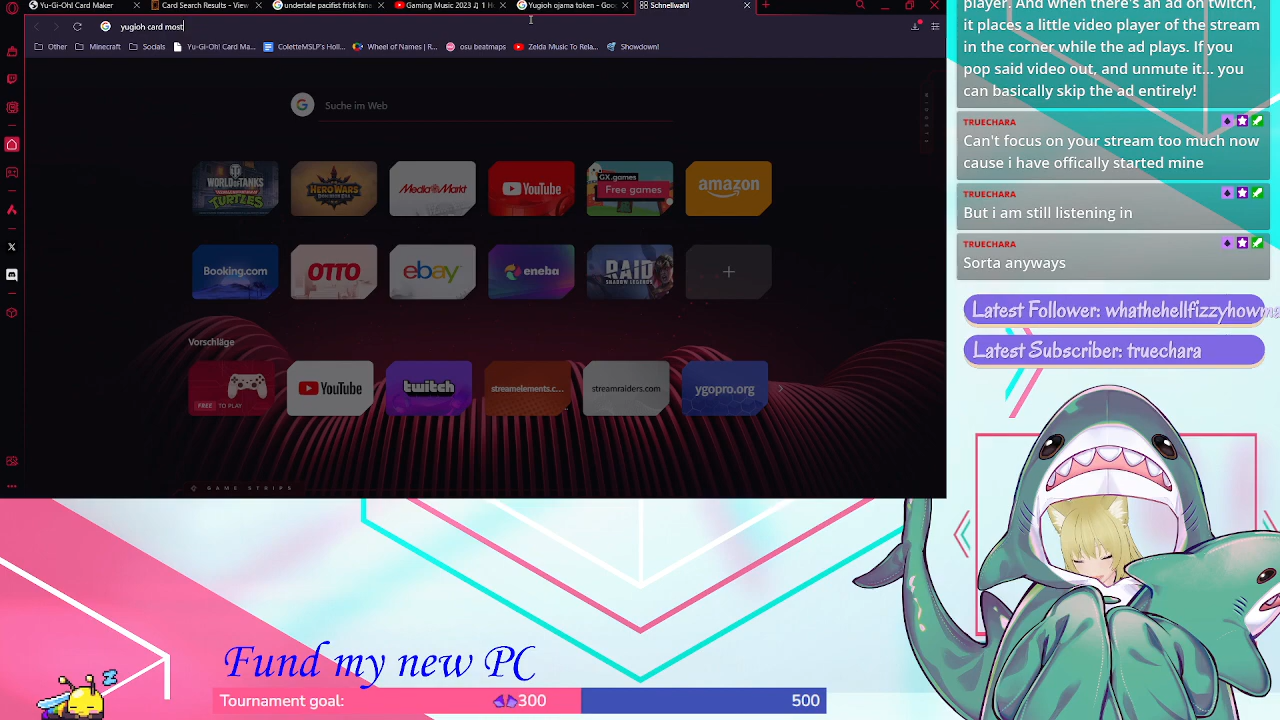 Yu-Gi-Oh! Card Maker
Card Search Results - View
undertale pacifist frisk fana
Gaming Music 2023 ♫ 1 H
Yugioh ojama token - Goo
Schnellwahl
yugioh card most
Other
Minecraft
Socials
Yu-Gi-Oh! Card Ma...
ColetteMSLP's Holl...
Wheel of Names | R...
osu beatmaps
Zelda Music To Rela...
Showdown!
Suche im Web
WORLD OF TANKS
TURTLES
HERO WARS
MediaMarkt
YouTube
GX.games
Free games
amazon
Booking.com
OTTO
ebay
eneba
RAID
SHADOW LEGENDS
Vorschläge
FREE TO PLAY
YouTube
twitch
streamelements.c...
streamraiders.com
ygopro.org
GAME STRIPS
player. And when there's an ad on twitch,
it places a little video player of the stream
in the corner while the ad plays. If you
pop said video out, and unmute it... you
can basically skip the ad entirely!
TRUECHARA
Can't focus on your stream too much now
cause i have offically started mine
TRUECHARA
But i am still listening in
TRUECHARA
Sorta anyways
Latest Follower: whathehellfizzyhowma
Latest Subscriber: truechara
Fund my new PC
Tournament goal:
300
500